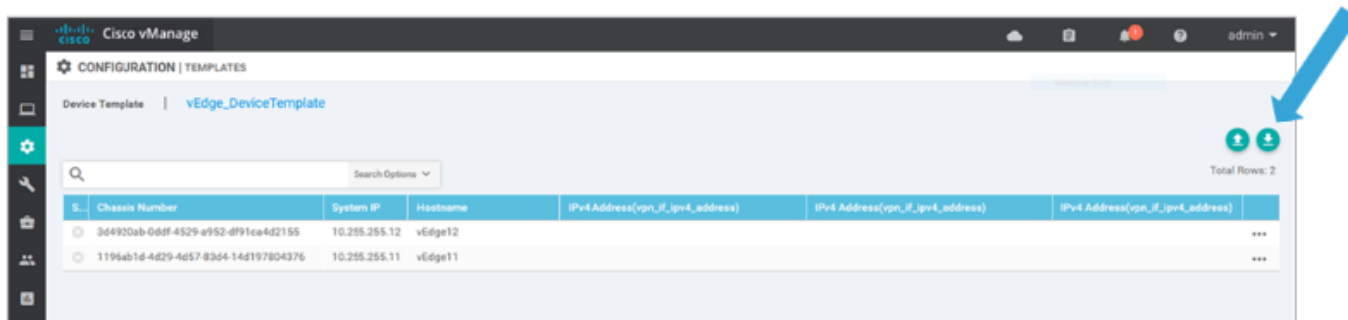 CISCO Cisco vManage admin
CONFIGURATION | TEMPLATES
Device Template | vEdge_DeviceTemplate
Total Rows: 2
Search Options
S... Chassis Number System IP Hostname IPv4 Address(vpn_if_ipv4_address) IPv4 Address(vpn_if_ipv4_address) IPv4 Address(vpn_if_ipv4_address)
3d4920ab-0ddf-4529-a952-df91ca4d2155 10.255.255.12 vEdge12 •••
1196ab1d-4d29-4d57-83d4-14d197804376 10.255.255.11 vEdge11 •••